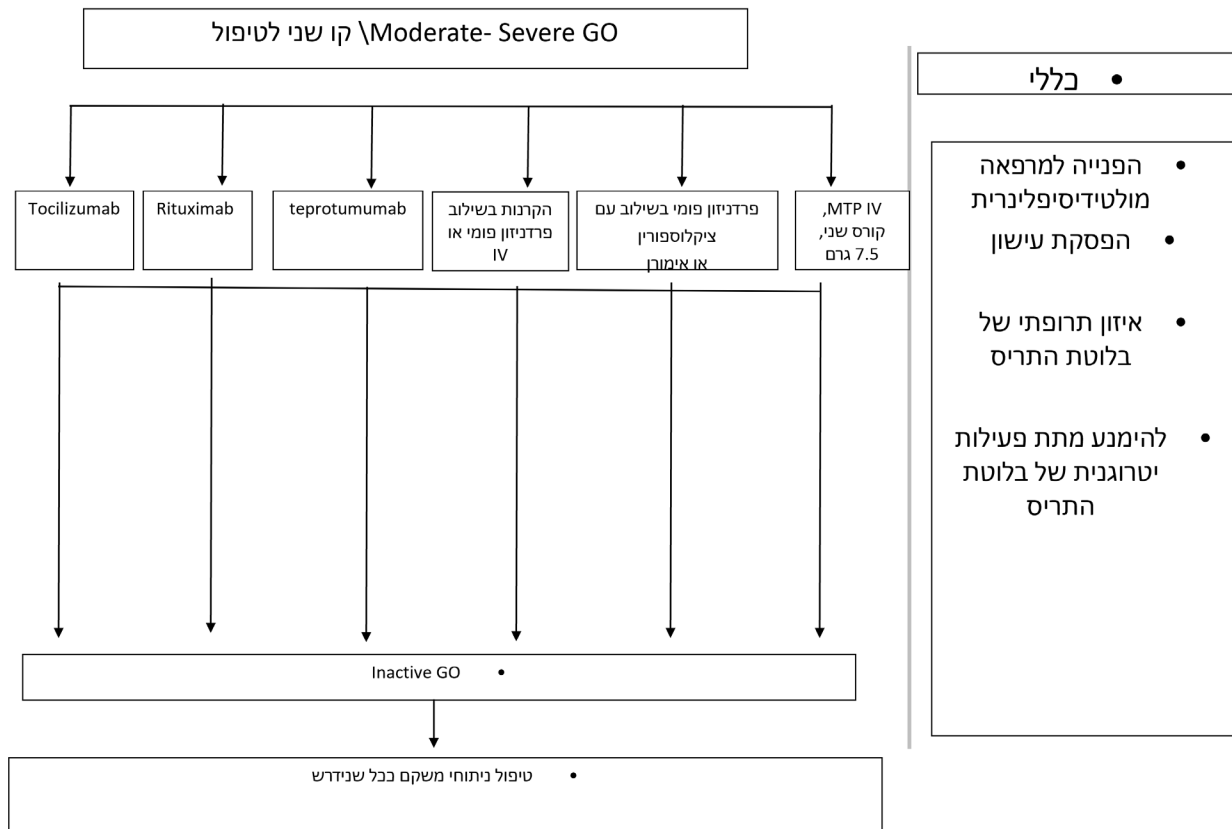 Moderate- Severe GO\ קו שני לטיפול
• כללי
• הפנייה למרפאה
מולטידיסיפלינרית
• הפסקת עישון
• איזון תרופתי של
בלוטת התריס
• להימנע מתת פעילות
יטרוגנית של בלוטת
התריס
MTP IV,
קורס שני,
7.5 גרם
פרדניזון פומי בשילוב עם
ציקלוספורין
או אימורן
הקרנות בשילוב
פרדניזון פומי או
IV
teprotumumab
Rituximab
Tocilizumab
• Inactive GO
• טיפול ניתוחי משקם ככל שנידרש